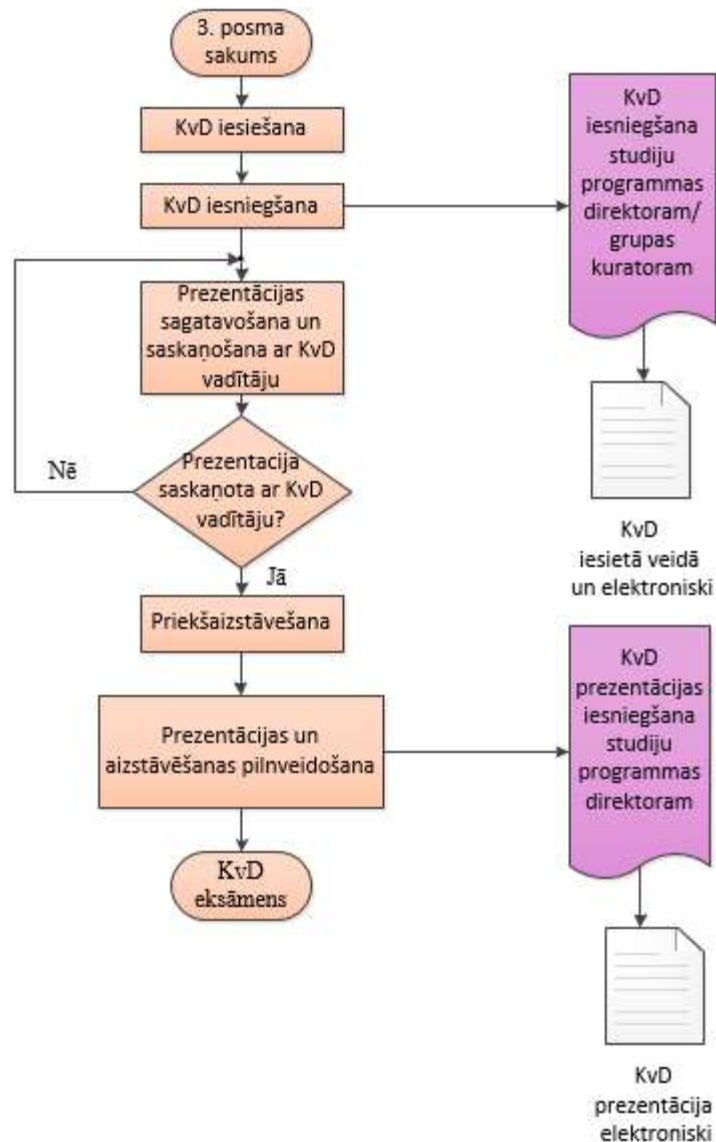 3. posma
sakums
KvD iesiešana
KvD iesniegšana
KvD
iesniegšana
studiju
programmas
direktoram/
grupas
kuratoram
Prezentācijas
sagatavošana un
saskaņošana ar KvD
vadītāju
Prezentacija
saskaņota ar KvD
vadītāju?
Nē
Jā
KvD
iesietā veidā
un elektroniski
Priekšaizstāvešana
Prezentācijas un
aizstāvēšanas pilnveidošana
KvD
prezentācijas
iesniegšana
studiju
programmas
direktoram
KvD
eksāmens
KvD
prezentācija
elektroniski